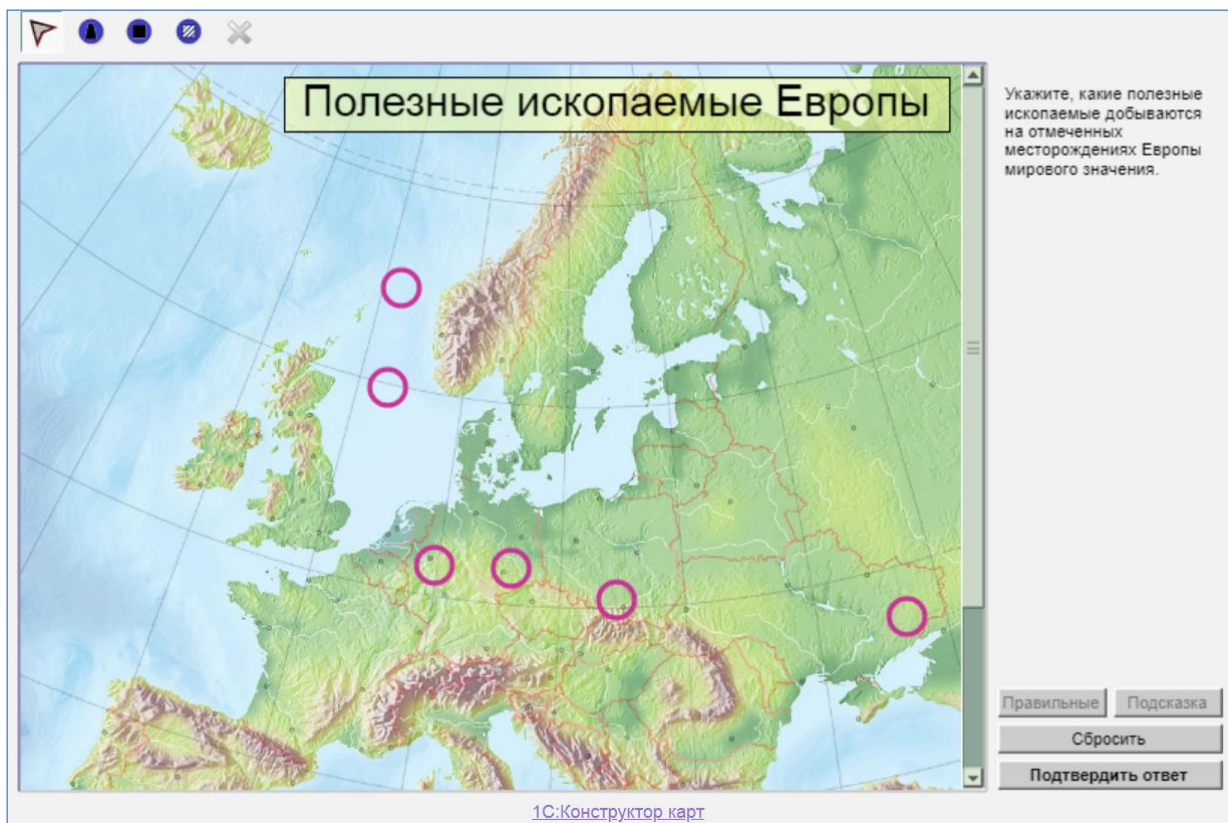 Полезные ископаемые Европы
Укажите, какие полезные
ископаемые добываются
на отмеченных
месторождениях Европы
мирового значения.
Правильные
Подсказка
Сбросить
Подтвердить ответ
1С:Конструктор карт